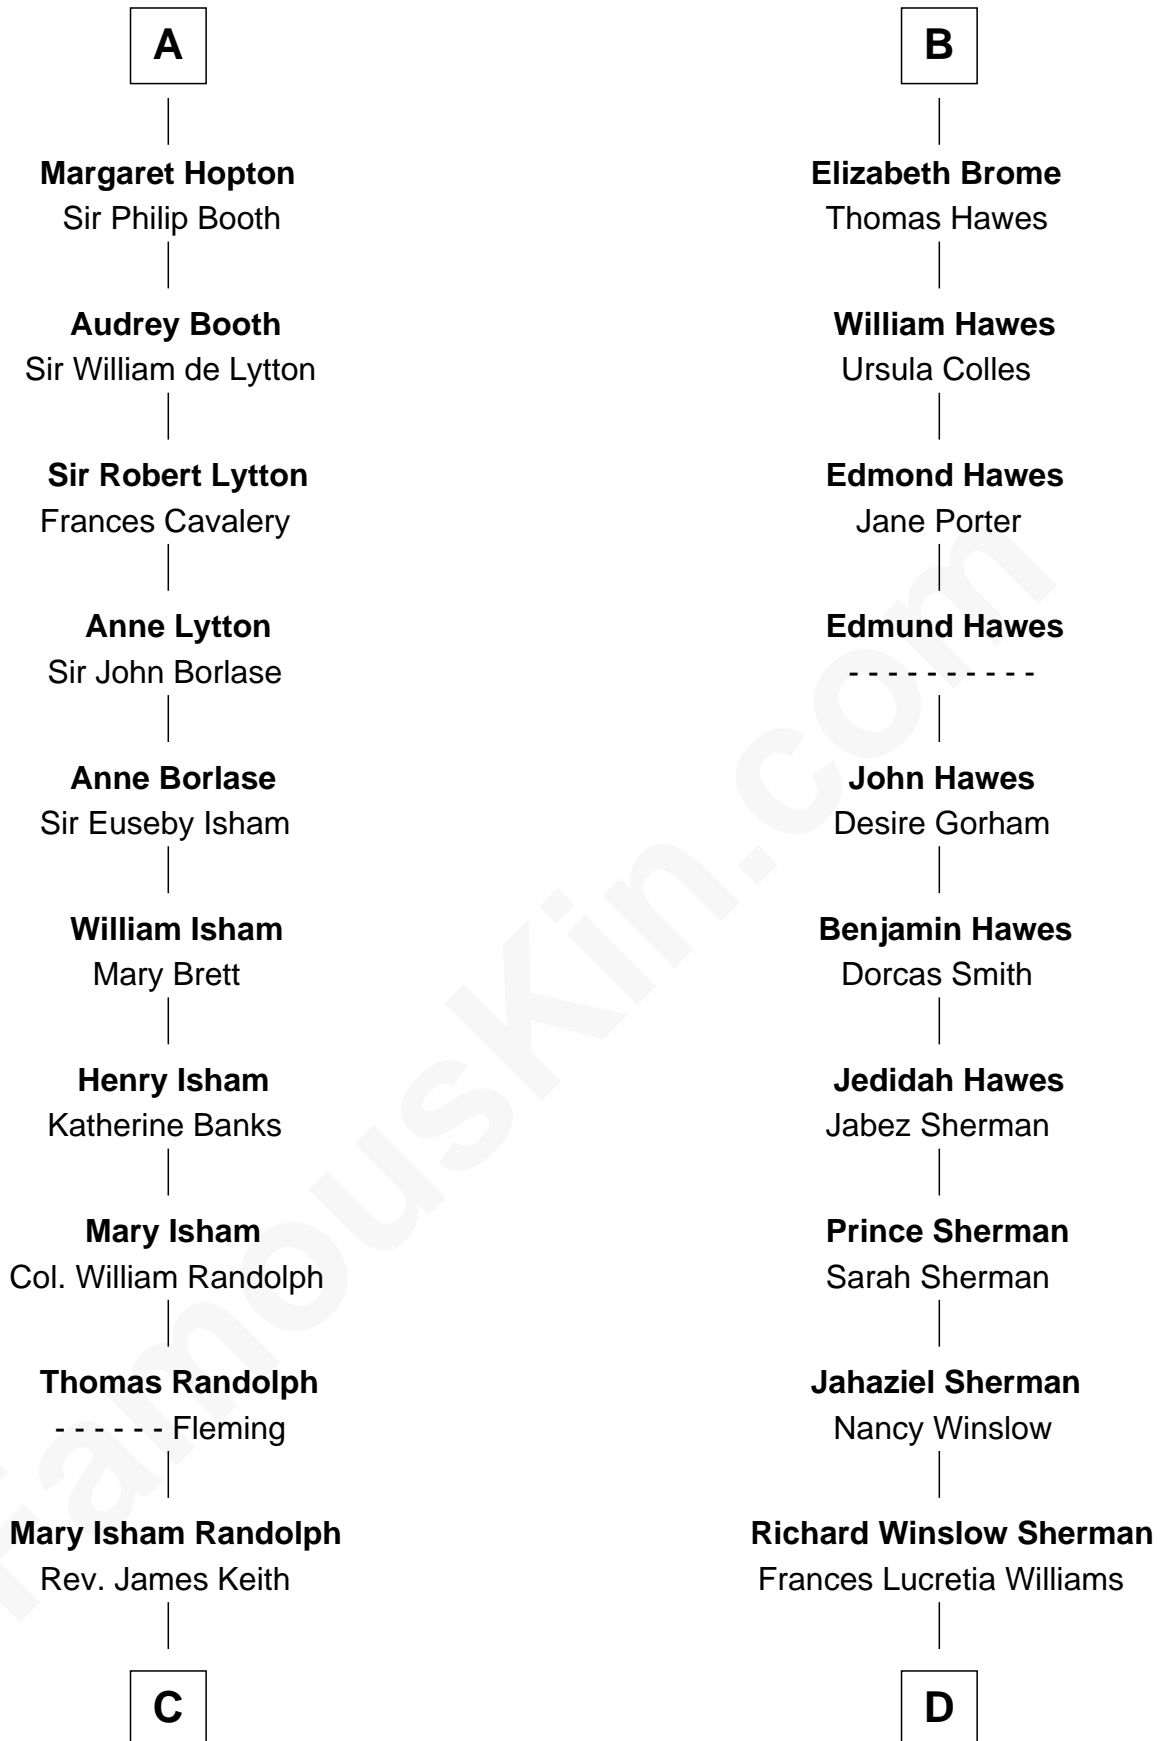 A
Margaret Hopton
Sir Philip Booth
Audrey Booth
Sir William de Lytton
Sir Robert Lytton
Frances Cavalery
Anne Lytton
Sir John Borlase
Anne Borlase
Sir Euseby Isham
William Isham
Mary Brett
Henry Isham
Katherine Banks
Mary Isham
Col. William Randolph
Thomas Randolph
- - - - - - Fleming
Mary Isham Randolph
Rev. James Keith
C
B
Elizabeth Brome
Thomas Hawes
William Hawes
Ursula Colles
Edmond Hawes
Jane Porter
Edmund Hawes
- - - - - - - - - -
John Hawes
Desire Gorham
Benjamin Hawes
Dorcas Smith
Jedidah Hawes
Jabez Sherman
Prince Sherman
Sarah Sherman
Jahaziel Sherman
Nancy Winslow
Richard Winslow Sherman
Frances Lucretia Williams
D
FamousKin.com